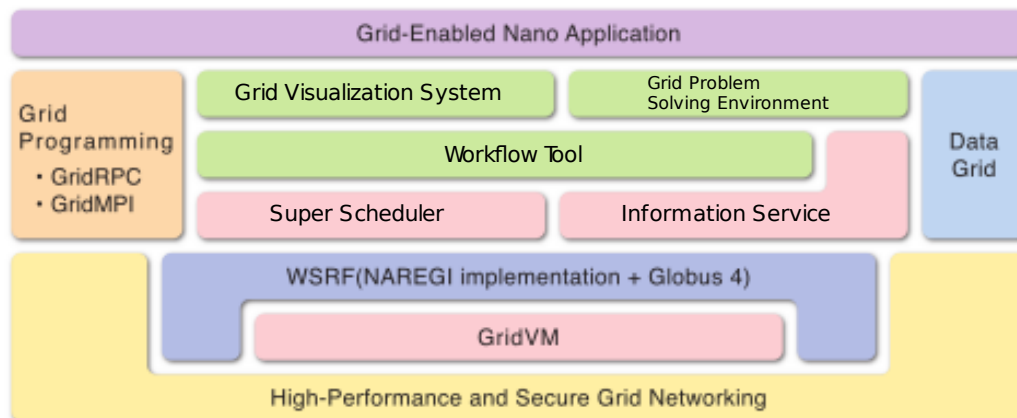 Grid-Enabled Nano Application
Grid
Programming
• GridRPC
• GridMPI
Grid Visualization System
Grid Problem
Solving Environment
Workflow Tool
Super Scheduler
Information Service
Data
Grid
WSRF(NAREGI implementation + Globus 4)
GridVM
High-Performance and Secure Grid Networking